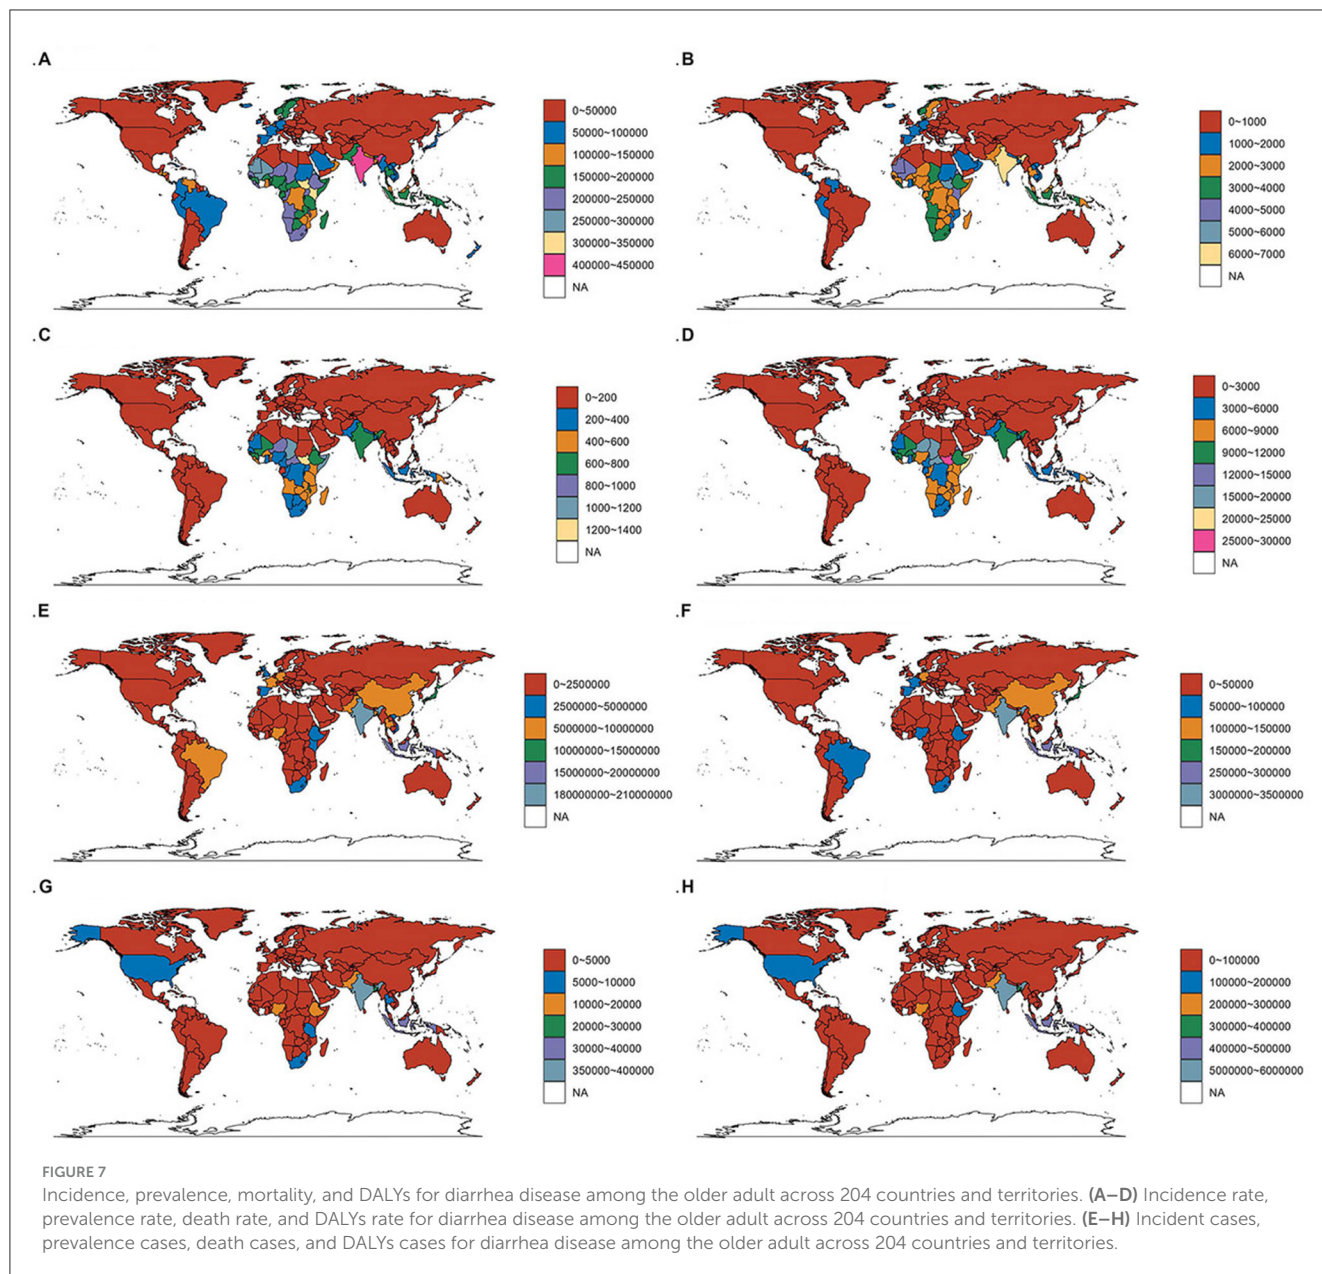 .A
0~50000
50000~100000
100000~150000
150000~200000
200000~250000
250000~300000
300000~350000
400000~450000
NA
.B
0~1000
1000~2000
2000~3000
3000~4000
4000~5000
5000~6000
6000~7000
NA
.C
0~200
200~400
400~600
600~800
800~1000
1000~1200
1200~1400
NA
.D
0~3000
3000~6000
6000~9000
9000~12000
12000~15000
15000~20000
20000~25000
25000~30000
NA
.E
0~2500000
2500000~5000000
5000000~10000000
10000000~15000000
15000000~20000000
180000000~210000000
NA
.F
0~50000
50000~100000
100000~150000
150000~200000
250000~300000
3000000~3500000
NA
.G
0~5000
5000~10000
10000~20000
20000~30000
30000~40000
350000~400000
NA
.H
0~100000
100000~200000
200000~300000
300000~400000
400000~500000
5000000~6000000
NA
FIGURE 7
Incidence, prevalence, mortality, and DALYs for diarrhea disease among the older adult across 204 countries and territories. (A–D) Incidence rate,
prevalence rate, death rate, and DALYs rate for diarrhea disease among the older adult across 204 countries and territories. (E–H) Incident cases,
prevalence cases, death cases, and DALYs cases for diarrhea disease among the older adult across 204 countries and territories.